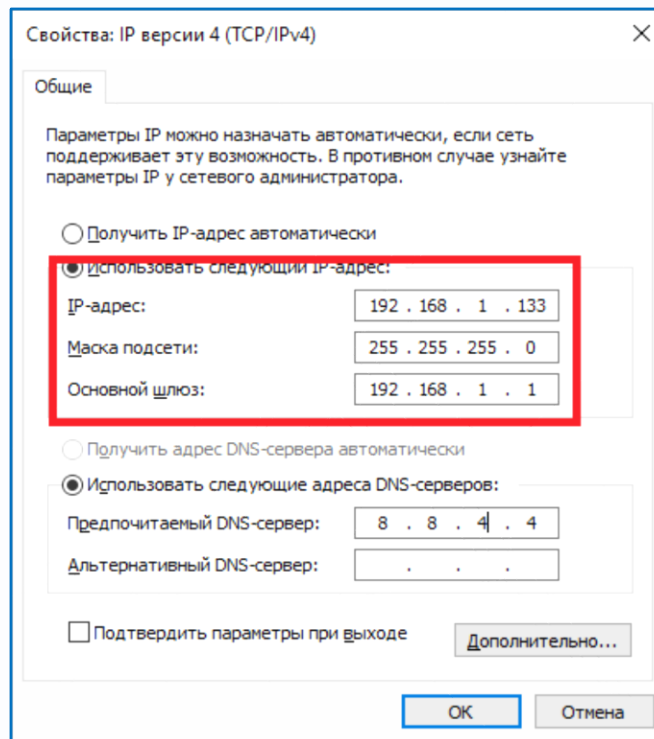 Свойства: IP версии 4 (TCP/IPv4)
Общие
Параметры IP можно назначать автоматически, если сеть
поддерживает эту возможность. В противном случае узнайте
параметры IP у сетевого администратора.
Получить IP-адрес автоматически
Использовать следующий IP-адрес:
IP-адрес: 192 . 168 . 1 . 133
Маска подсети: 255 . 255 . 255 . 0
Основной шлюз: 192 . 168 . 1 . 1
Получить адрес DNS-сервера автоматически
Использовать следующие адреса DNS-серверов:
Предпочитаемый DNS-сервер: 8 . 8 . 4 . 4
Альтернативный DNS-сервер: . . .
Подтвердить параметры при выходе
Дополнительно...
ОК Отмена